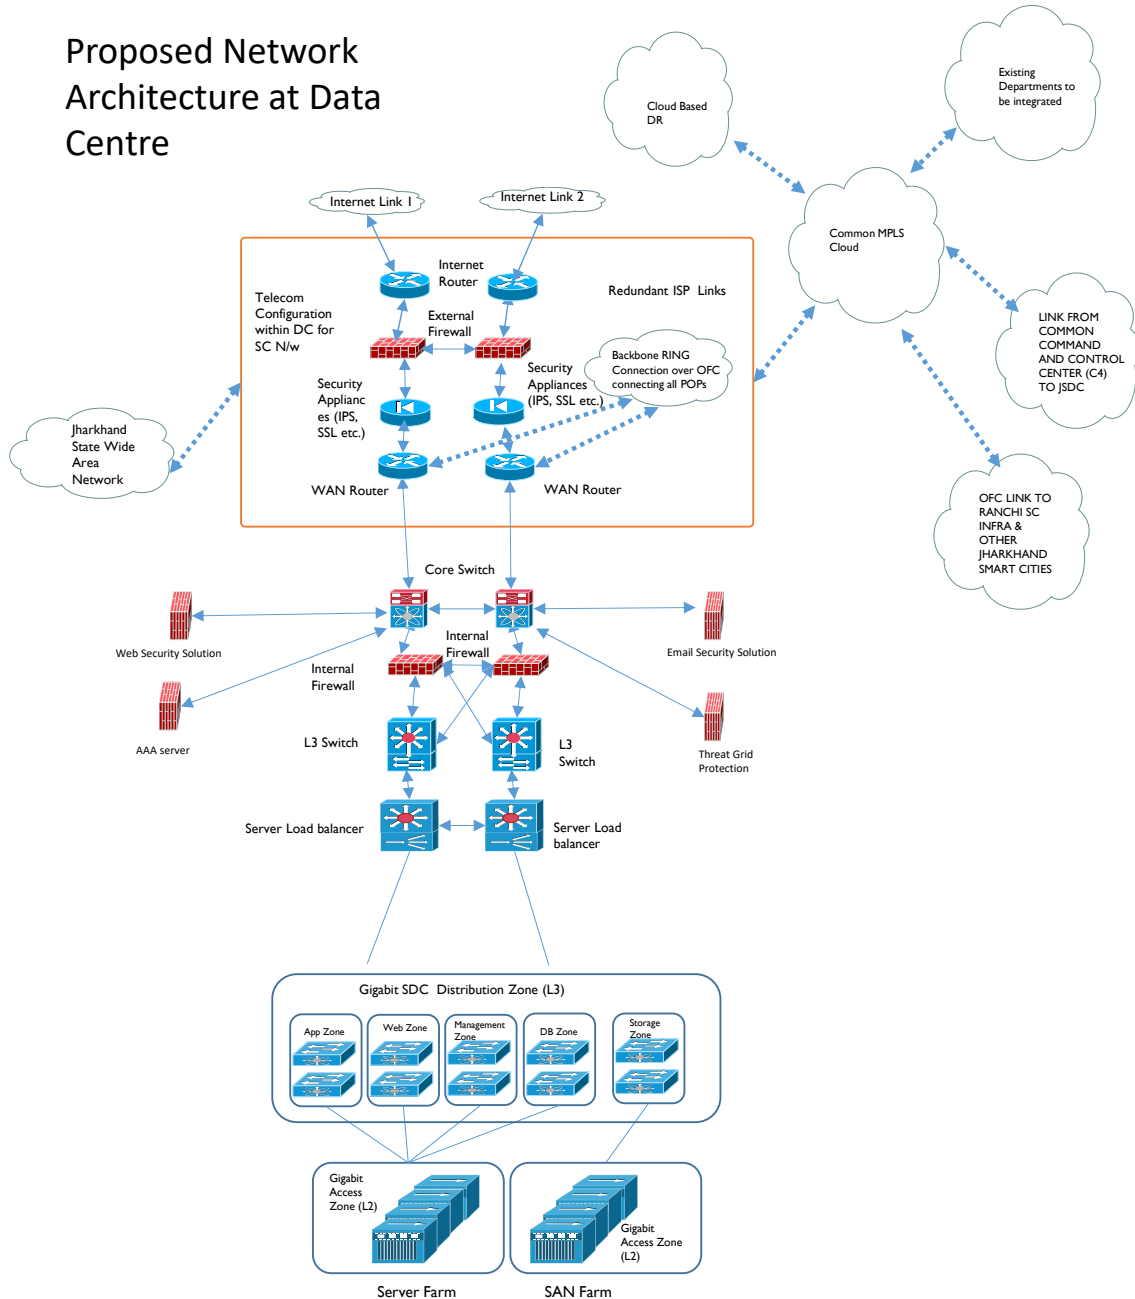 Proposed Network
Architecture at Data
Centre
Cloud Based
DR
Existing
Departments to
be integrated
Internet Link 1
Internet Link 2
Common MPLS
Cloud
Internet
Router
Telecom
Configuration
within DC for
SC N/w
Redundant ISP Links
External
Firewall
LINK FROM
COMMON
COMMAND
AND CONTROL
CENTER (C4)
TO JSDC
Backbone RING
Connection over OFC
connecting all POPs
Security
Appliances
(IPS, SSL etc.)
Security
Applianc
es (IPS,
SSL etc.)
Jharkhand
State Wide
Area
Network
WAN Router
WAN Router
OFC LINK TO
RANCHI SC
INFRA &
OTHER
JHARKHAND
SMART CITIES
Core Switch
Web Security Solution
Internal
Firewall
Email Security Solution
Internal
Firewall
AAA server
L3 Switch
L3
Switch
Threat Grid
Protection
Server Load balancer
Server Load
balancer
Gigabit SDC Distribution Zone (L3)
App Zone
Web Zone
Management
Zone
DB Zone
Storage
Zone
Gigabit
Access
Zone (L2)
Gigabit
Access Zone
(L2)
Server Farm
SAN Farm